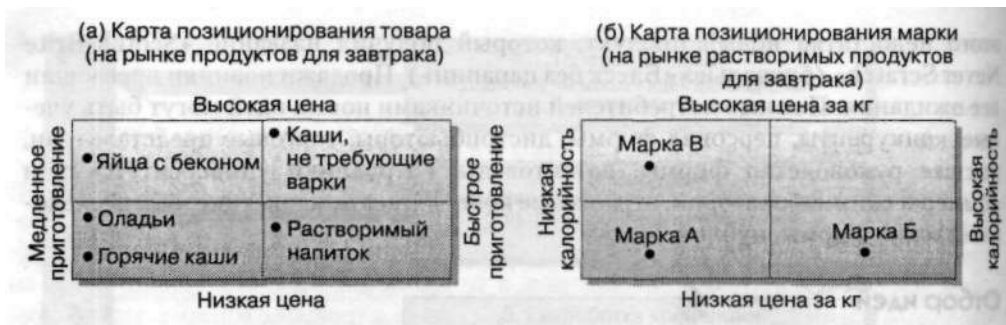 (а) Карта позиционирования товара
(на рынке продуктов для завтрака)
Высокая цена
Медленное
приготовление
• Яйца с беконом
• Каши,
не требующие
варки
• Оладьи
• Горячие каши
• Растворимый
напиток
Быстрое
приготовление
Низкая цена
(б) Карта позиционирования марки
(на рынке растворимых продуктов
для завтрака)
Высокая цена за кг
Низкая
калорийность
Марка В
Марка А
Марка Б
Высокая
калорийность
Низкая цена за кг